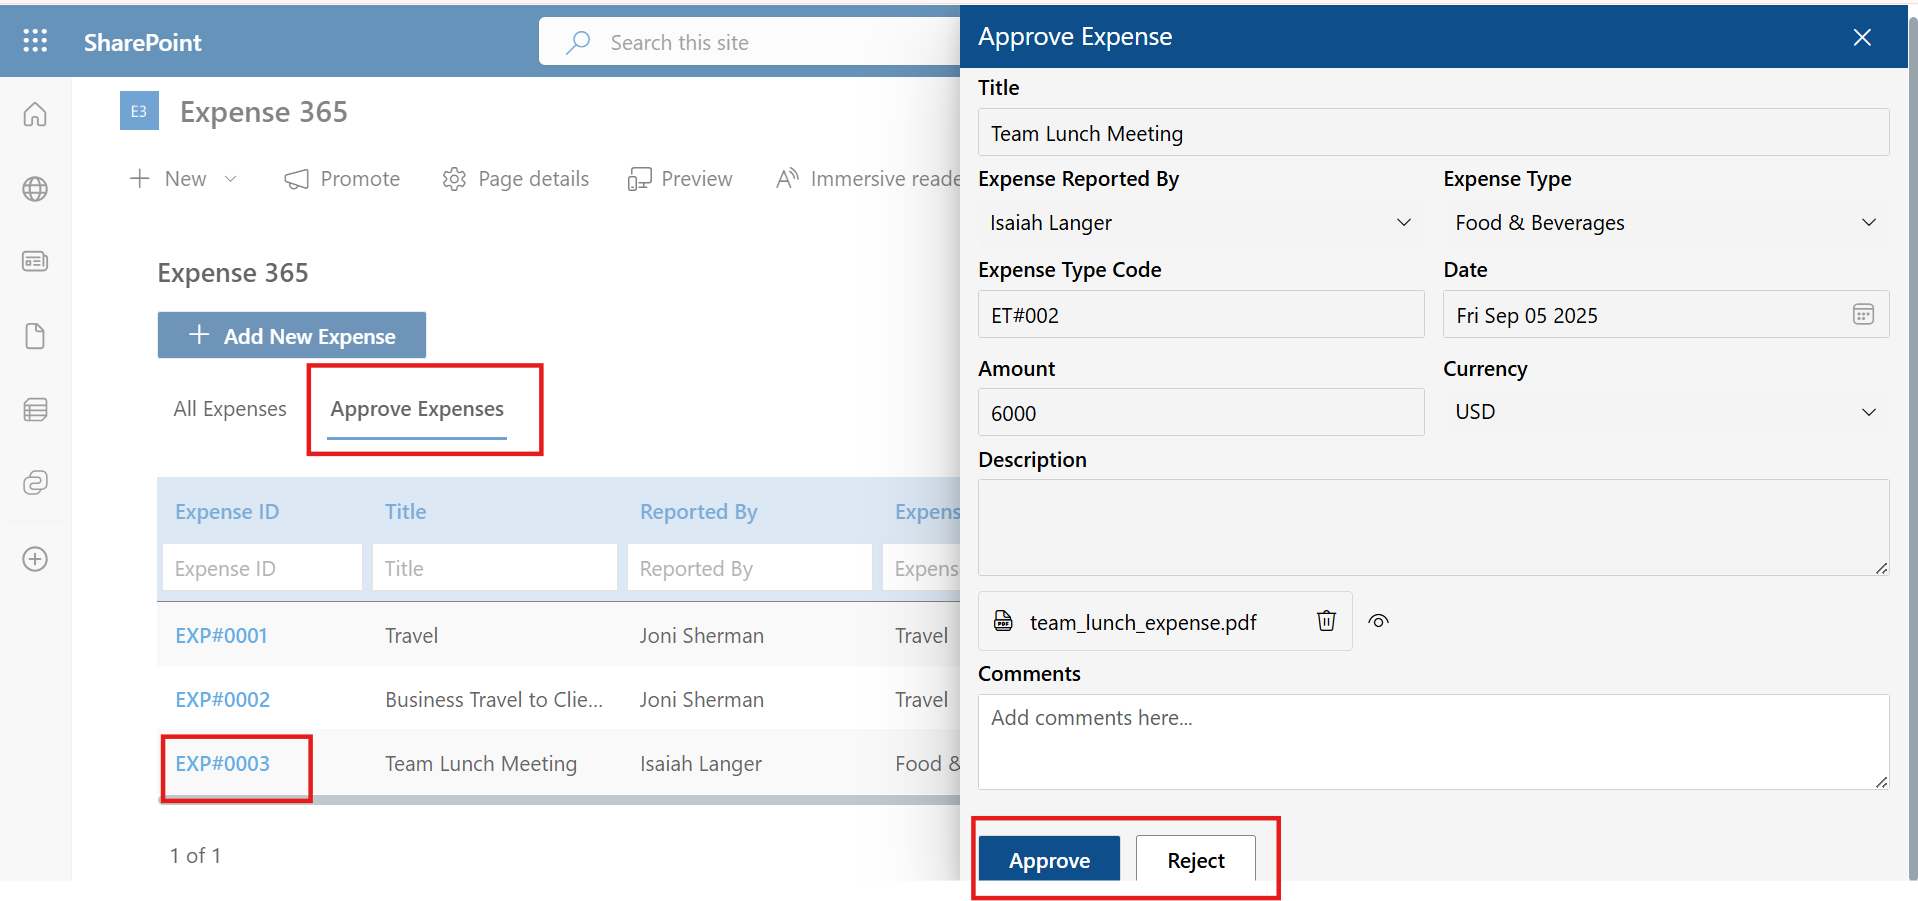 SharePoint
Search this site
E3
Expense 365
New
Promote
Page details
Preview
Immersive reade
Expense 365
Add New Expense
All Expenses
Approve Expenses
Expense ID Title Reported By Expens
Expense ID Title Reported By Expens
EXP#0001 Travel Joni Sherman Travel
EXP#0002 Business Travel to Clie... Joni Sherman Travel
EXP#0003 Team Lunch Meeting Isaiah Langer Food &
1 of 1
Approve Expense
Title
Team Lunch Meeting
Expense Reported By Expense Type
Isaiah Langer Food & Beverages
Expense Type Code Date
ET#002 Fri Sep 05 2025
Amount Currency
6000 USD
Description
PDF team_lunch_expense.pdf
Comments
Add comments here...
Approve Reject